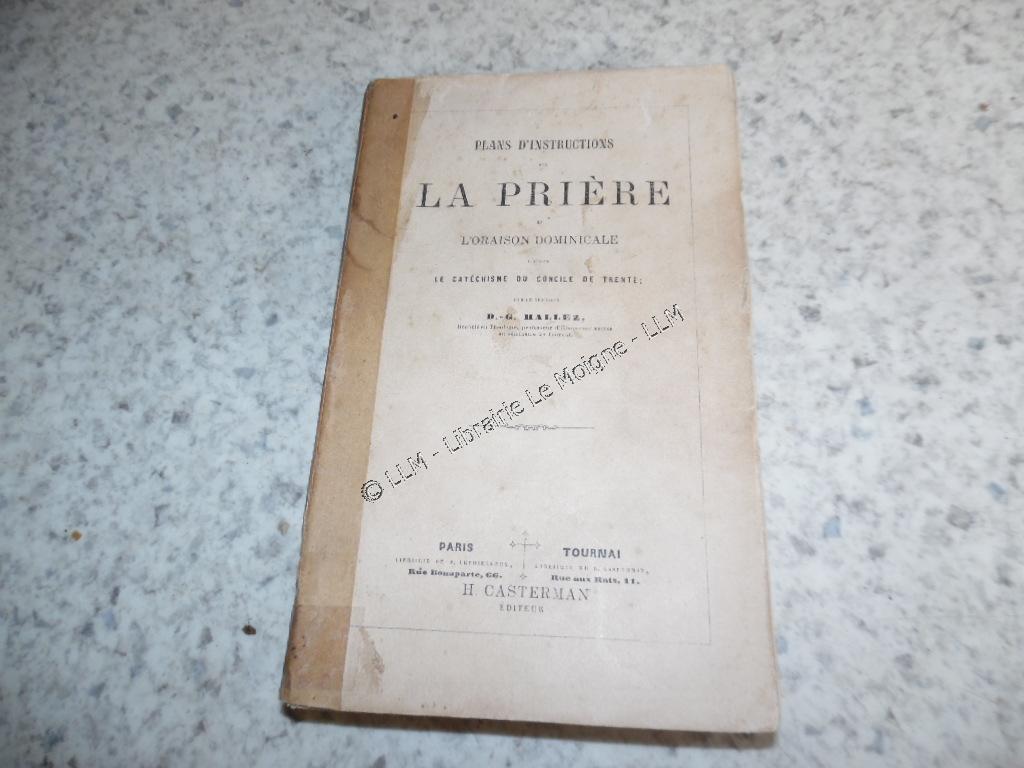 PLANS D'INSTRUCTIONS
LA PRIÈRE
L'ORAISON DOMINICALE
LE CATÉCHISME DU CONCILE DE TRENTE;
D.-G. HALLEZ,
© LLM - Librairie Le Moigne - LLM
PARIS
TOURNAI
Rue Bonaparte, 66.
Rue aux Rats, 11.
H. CASTERMAN
ÉDITEUR